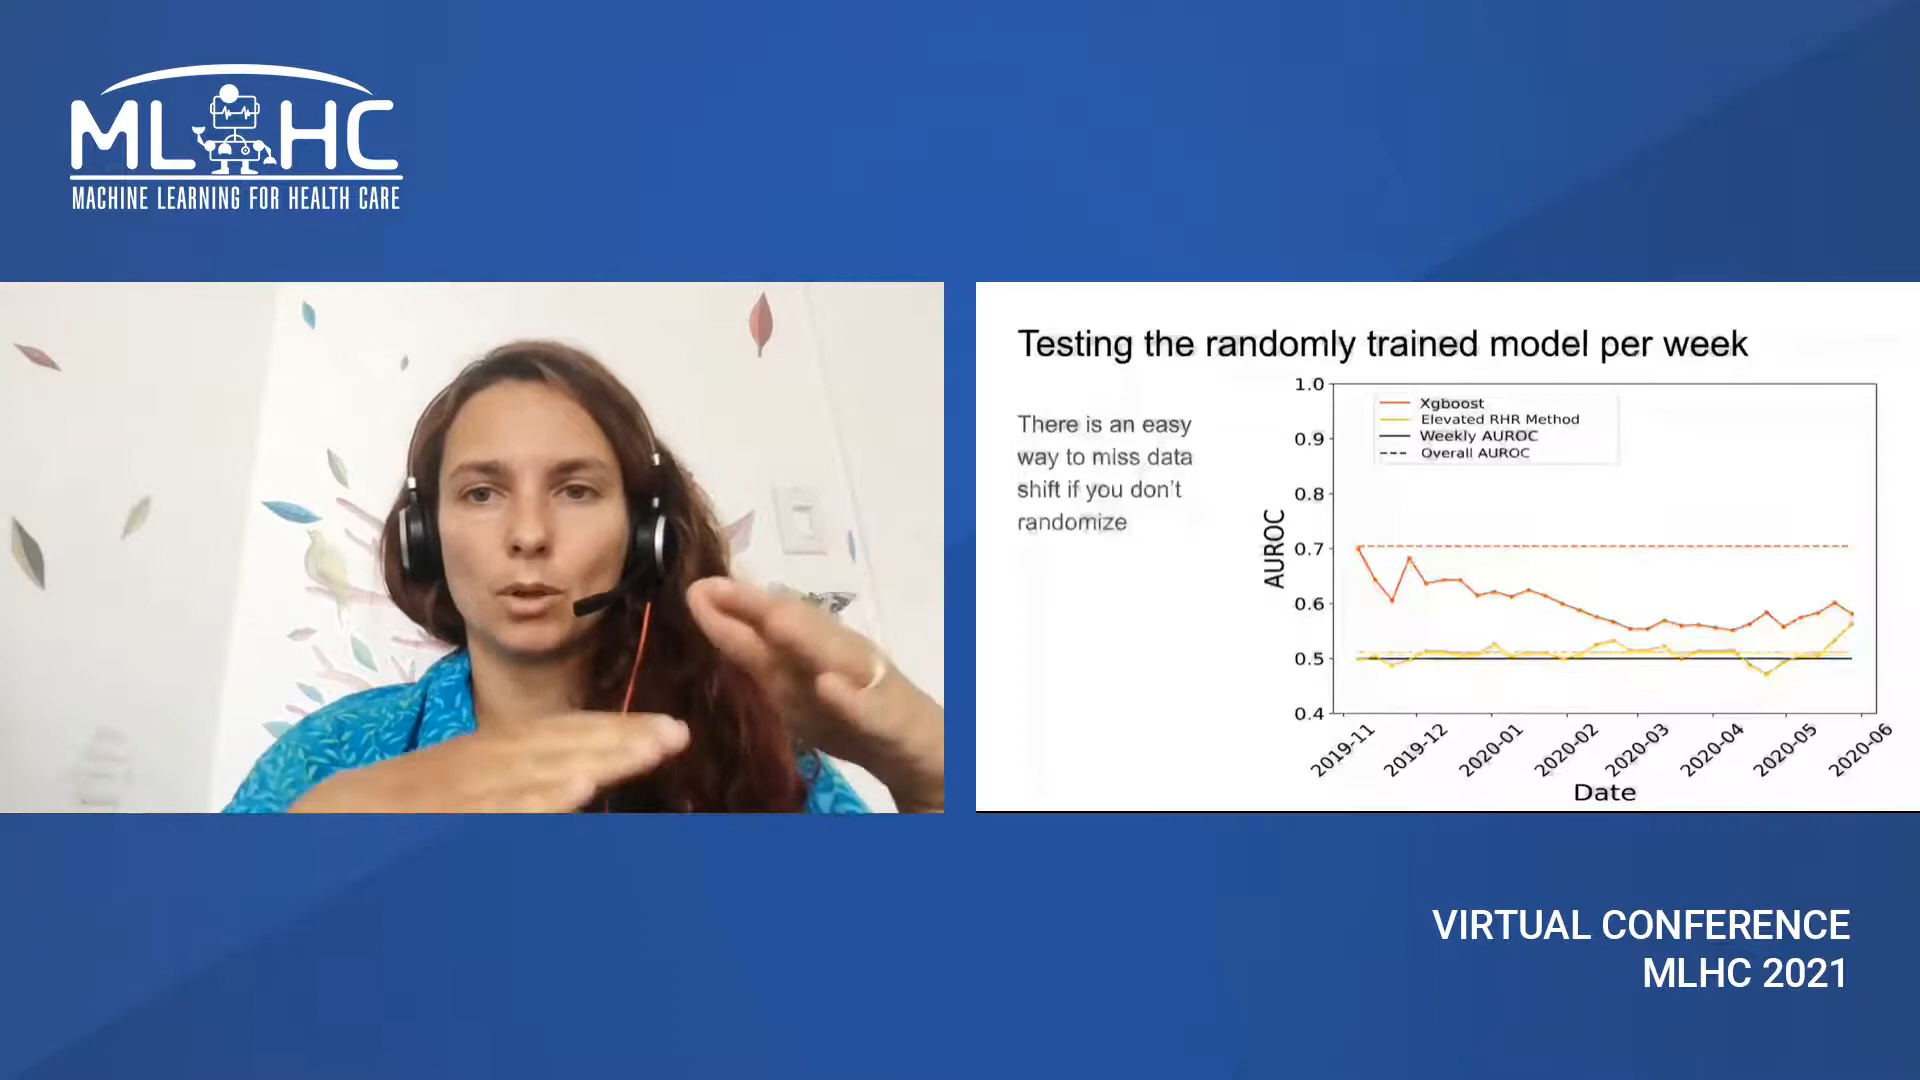 ML HC
MACHINE LEARNING FOR HEALTH CARE
Testing the randomly trained model per week
There is an easy
way to miss data
shift if you don't
randomize
Xgboost
Elevated RHR Method
Weekly AUROC
Overall AUROC
1.0
0.9
0.8
0.7
0.6
0.5
0.4
AUROC
2019-11
2019-12
2020-01
2020-02
2020-03
2020-04
2020-05
2020-06
Date
VIRTUAL CONFERENCE
MLHC 2021